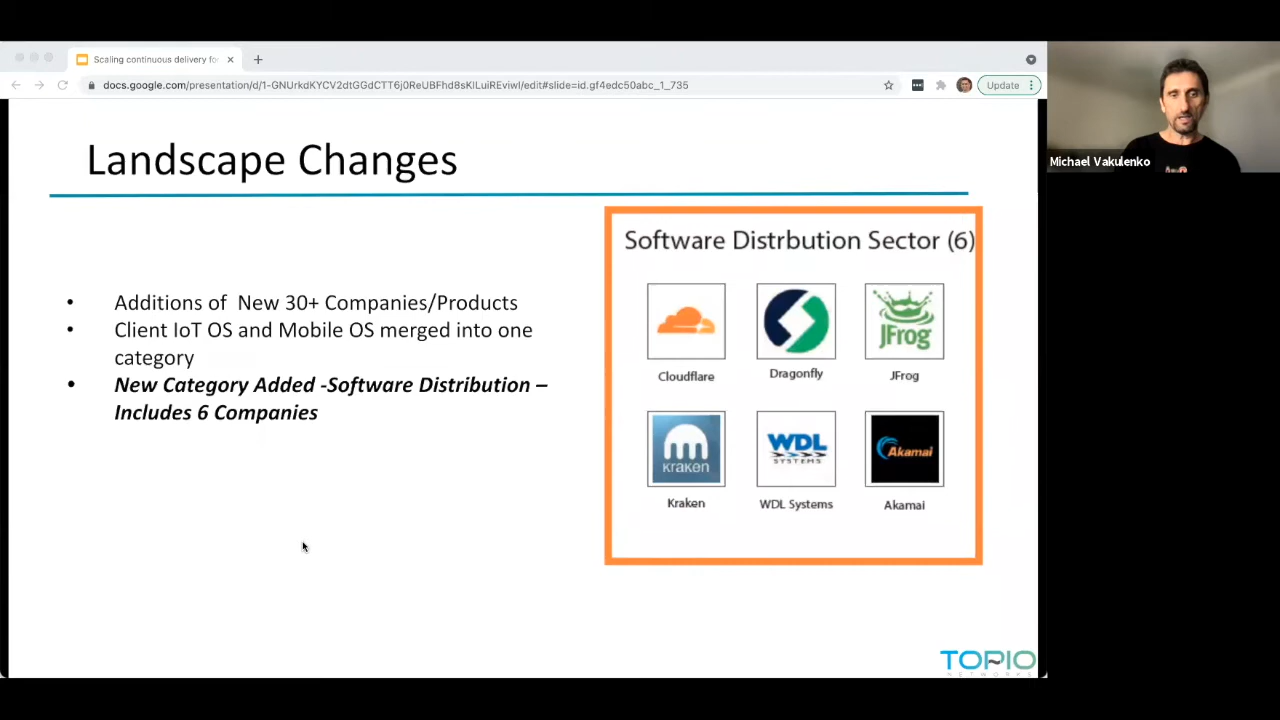 Scaling continuous delivery fo
docs.google.com/presentation/d/1-GNUrkdKYCV2dtGGdCTT6j0ReUBFhd8sKlLuiREviwI/edit#slide=id.gf4edc50abc_1_735
Update
Michael Vakulenko
Landscape Changes
• Additions of New 30+ Companies/Products
• Client IoT OS and Mobile OS merged into one
category
• New Category Added -Software Distribution –
Includes 6 Companies
Software Distrbution Sector (6)
JFrog
Cloudflare
Dragonfly
JFrog
kraken
WDL
SYSTEMS
Akamai
Kraken
WDL Systems
Akamai
TOPIO
NETWORKS